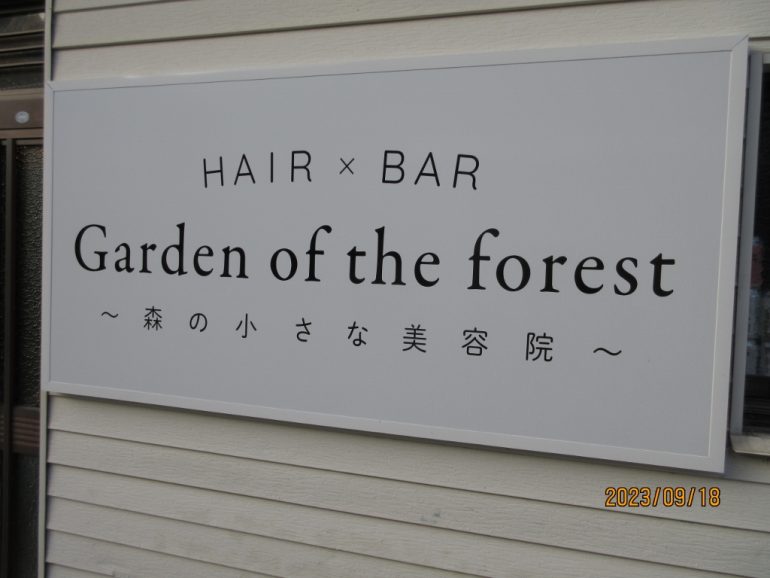 HAIR × BAR
Garden of the forest
～森の小さな美容院～
2023/09/18